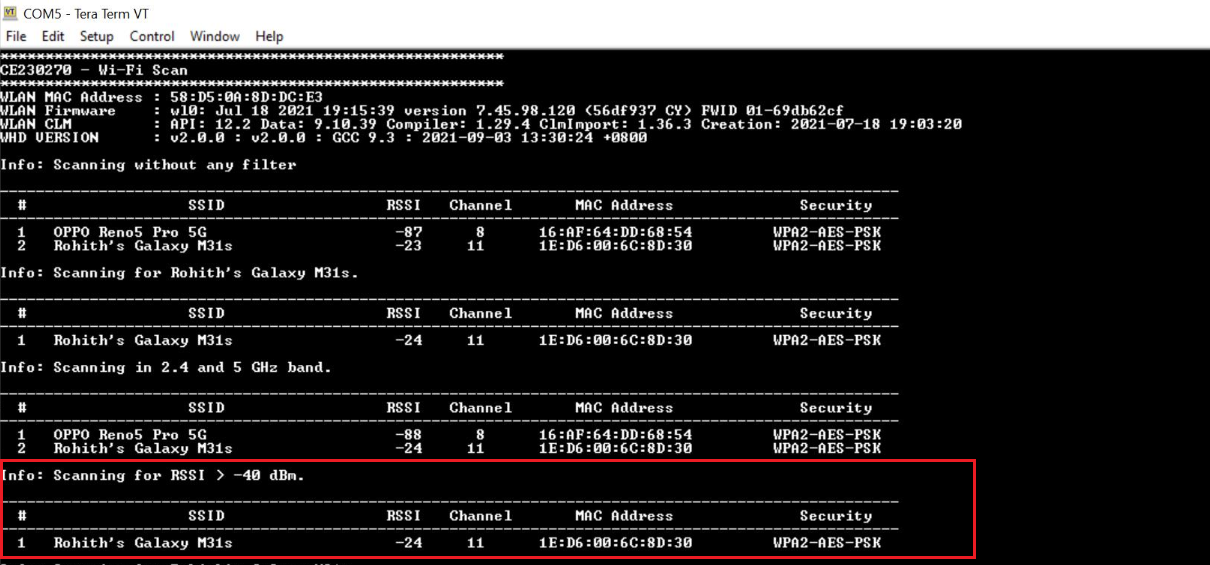 COM5 - Tera Term VT
File Edit Setup Control Window Help
CE230270 - Wi-Fi Scan
WLAN MAC Address : 58:D5:0A:8D:DC:E3
WLAN Firmware : wl0: Jul 18 2021 19:15:39 version 7.45.98.120 (56df937 CY) FWID 01-69db62cf
WLAN CLM : API: 12.2 Data: 9.10.39 Compiler: 1.29.4 ClmImport: 1.36.3 Creation: 2021-07-18 19:03:20
WHD VERSION : v2.0.0 : v2.0.0 : GCC 9.3 : 2021-09-03 13:30:24 +0800
Info: Scanning without any filter
# SSID RSSI Channel MAC Address Security
1 OPPO Reno5 Pro 5G -87 8 16:AF:64:DD:68:54 WPA2-AES-PSK
2 Rohith's Galaxy M31s -23 11 1E:D6:00:6C:8D:30 WPA2-AES-PSK
Info: Scanning for Rohith's Galaxy M31s.
# SSID RSSI Channel MAC Address Security
1 Rohith's Galaxy M31s -24 11 1E:D6:00:6C:8D:30 WPA2-AES-PSK
Info: Scanning in 2.4 and 5 GHz band.
# SSID RSSI Channel MAC Address Security
1 OPPO Reno5 Pro 5G -88 8 16:AF:64:DD:68:54 WPA2-AES-PSK
2 Rohith's Galaxy M31s -24 11 1E:D6:00:6C:8D:30 WPA2-AES-PSK
Info: Scanning for RSSI > -40 dBm.
# SSID RSSI Channel MAC Address Security
1 Rohith's Galaxy M31s -24 11 1E:D6:00:6C:8D:30 WPA2-AES-PSK